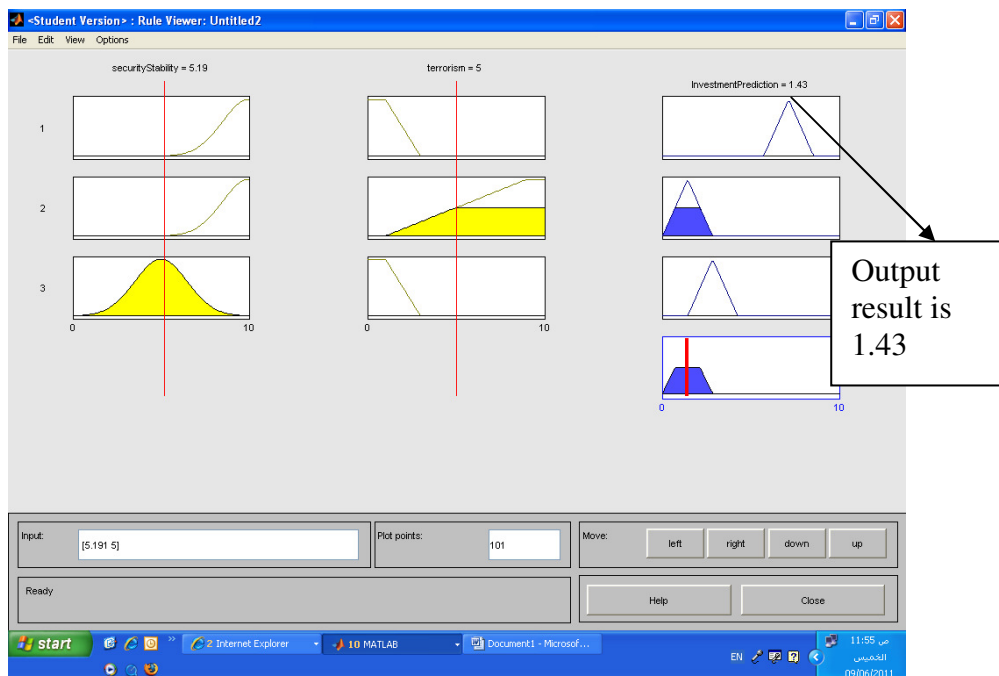 <Student Version> : Rule Viewer: Untitled2
File Edit View Options
securityStability = 5.19
terrorism = 5
InvestmentPrediction = 1.43
1
2
3
0 10
0 10
0 10
Output
result is
1.43
Input:
[5.191 5]
Plot points:
101
Move:
left right down up
Ready
Help Close
start
2 Internet Explorer
10 MATLAB
Document1 - Microsof...
EN
11:55 ص
الخميس
09/06/2011